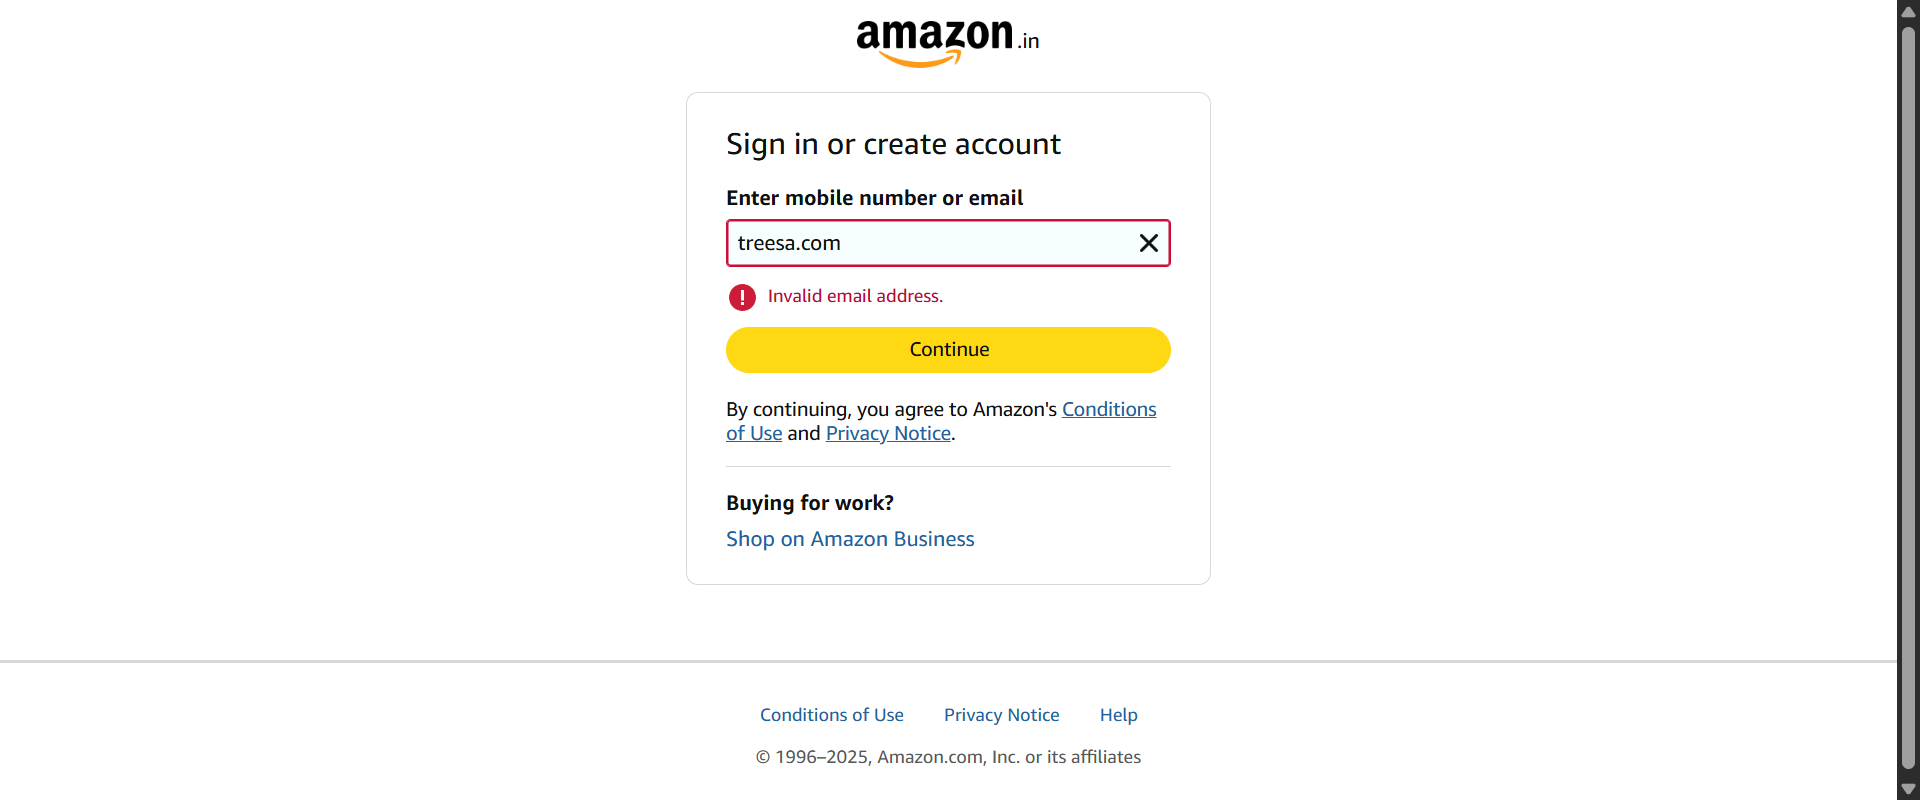 amazon.in
Sign in or create account
Enter mobile number or email
treesa.com
Invalid email address.
Continue
By continuing, you agree to Amazon's Conditions
of Use and Privacy Notice.
Buying for work?
Shop on Amazon Business
Conditions of Use Privacy Notice Help
© 1996–2025, Amazon.com, Inc. or its affiliates